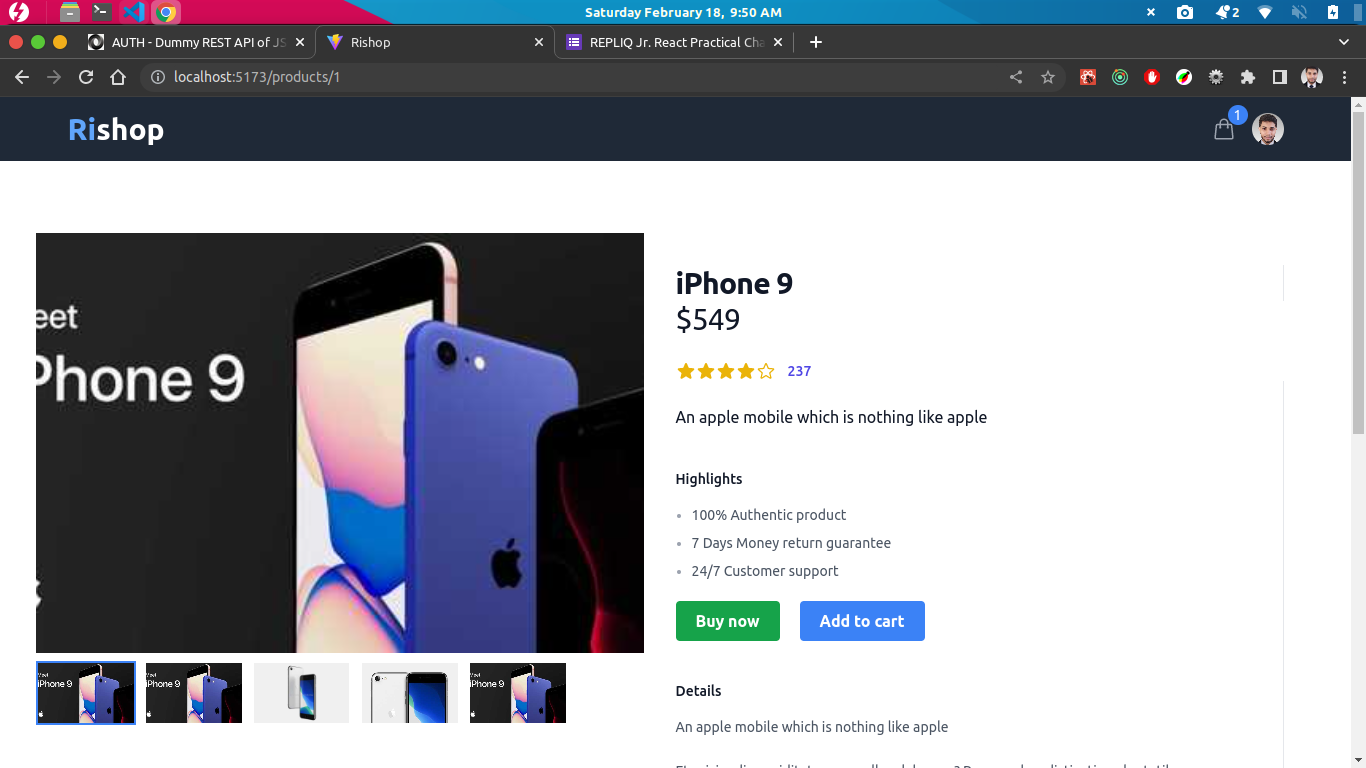 Saturday February 18, 9:50 AM
2
AUTH - Dummy REST API of JS
Rishop
REPLIQ Jr. React Practical Cha
localhost:5173/products/1
Rishop
1
eet
Phone 9
iPhone 9
$549
237
An apple mobile which is nothing like apple
Highlights
100% Authentic product
7 Days Money return guarantee
24/7 Customer support
Buy now
Add to cart
iPhone 9
iPhone 9
iPhone 9
Details
An apple mobile which is nothing like apple